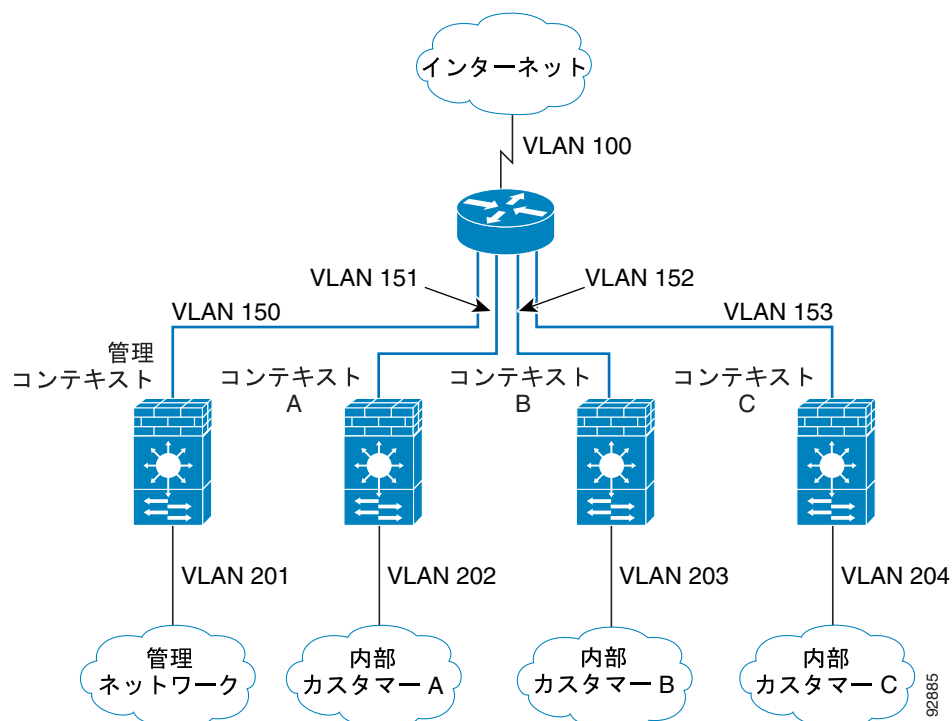 インターネット
VLAN 100
VLAN 151
VLAN 152
VLAN 150
VLAN 153
管理
コンテキスト
コンテキスト
A
コンテキスト
B
コンテキスト
C
VLAN 201
VLAN 202
VLAN 203
VLAN 204
管理
ネットワーク
内部
カスタマー A
内部
カスタマー B
内部
カスタマー C
92885